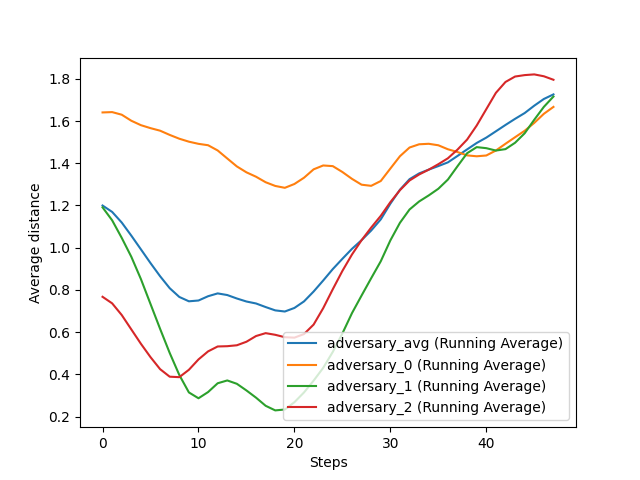 1.8
1.6
1.4
1.2
1.0
0.8
0.6
0.4
0.2
Average distance
adversary_avg (Running Average)
adversary_0 (Running Average)
adversary_1 (Running Average)
adversary_2 (Running Average)
0 10 20 30 40
Steps